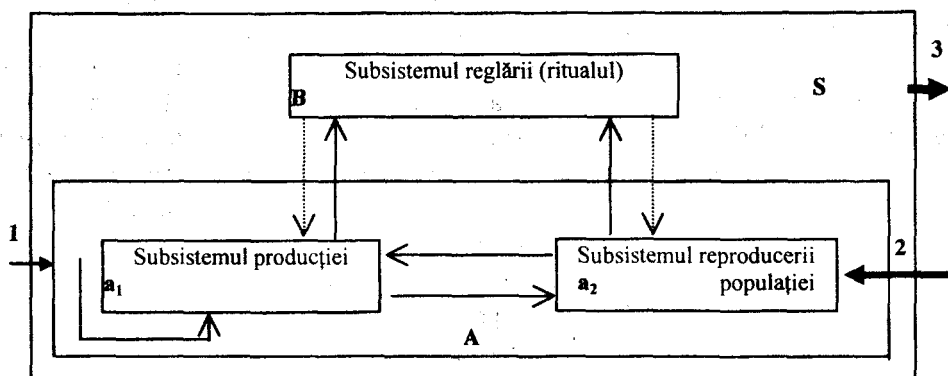 3
Subsistemul reglării (ritualul)
B
S
1
2
Subsistemul producției
a1
Subsistemul reproducerii
a2 populației
A